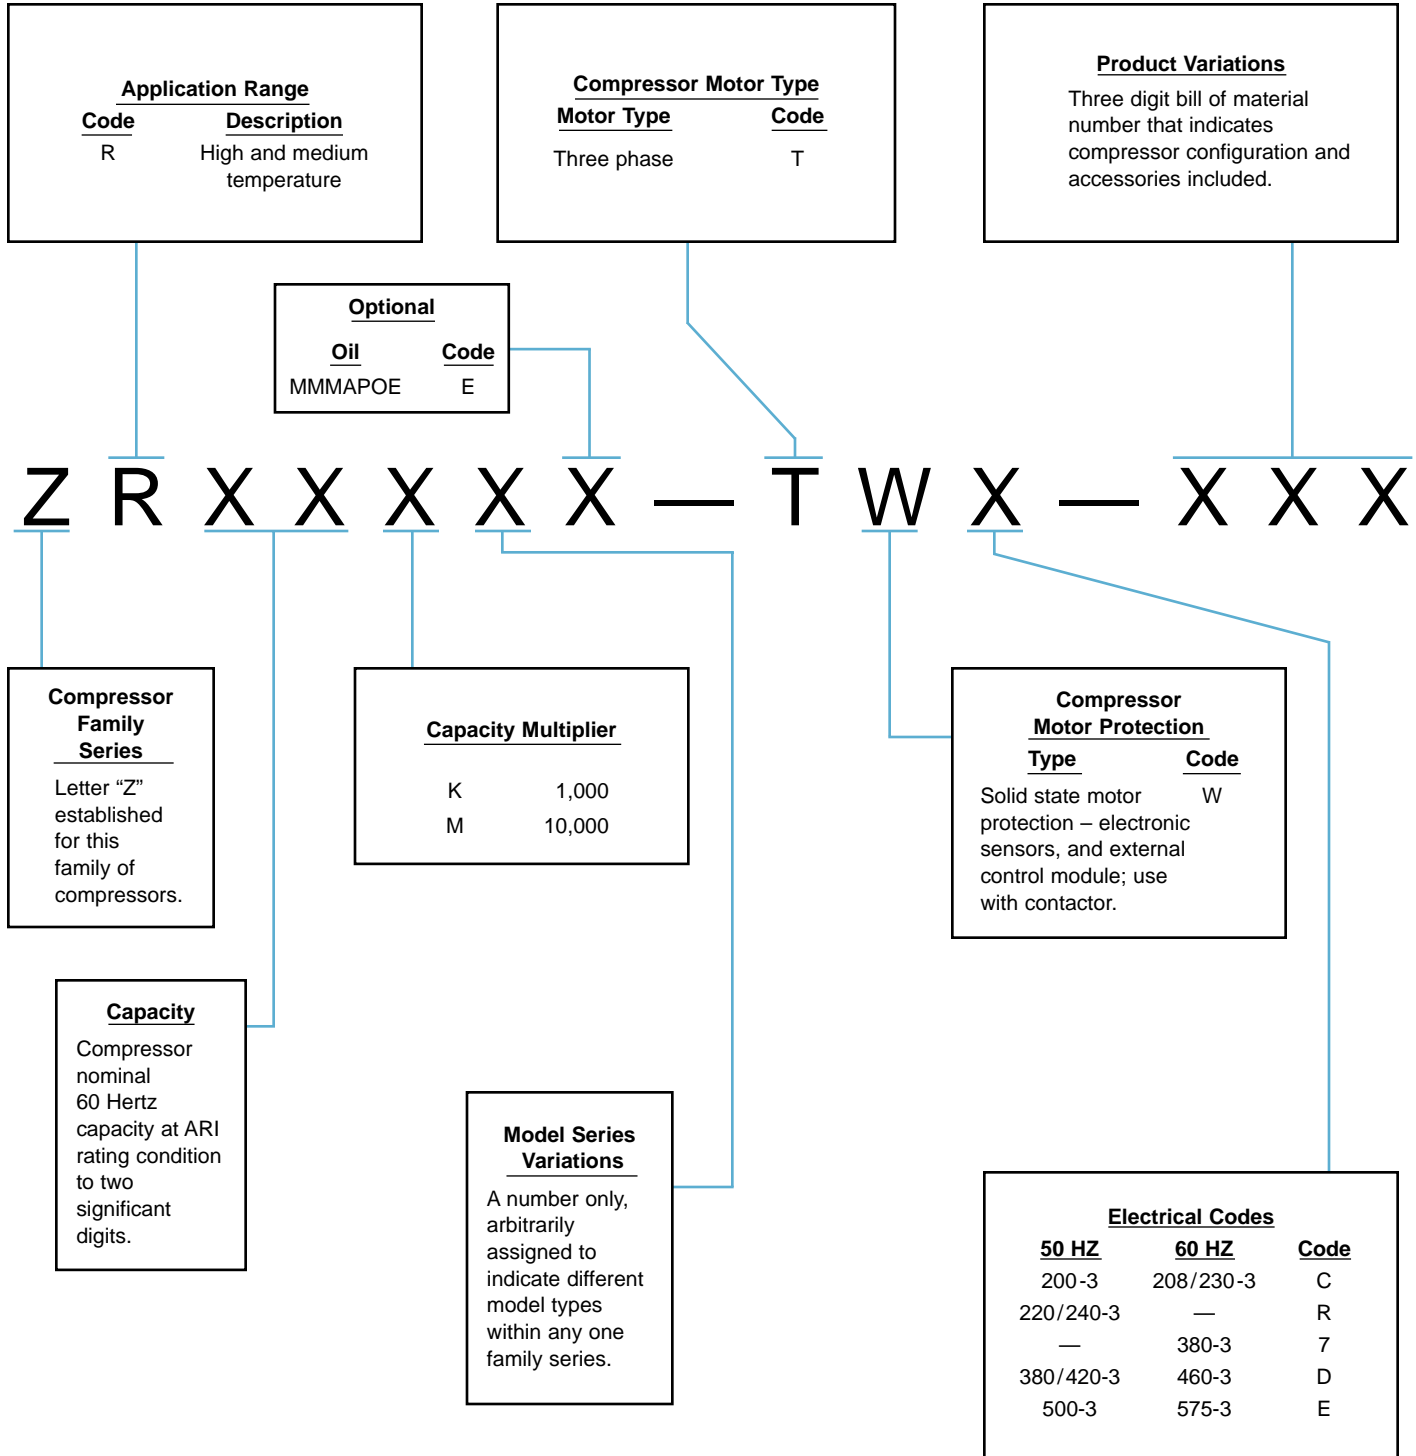 Application Range
Code Description
R High and medium
temperature
Compressor Motor Type
Motor Type Code
Three phase T
Product Variations
Three digit bill of material
number that indicates
compressor configuration and
accessories included.
Optional
Oil Code
MMMAPOE E
Z R X X X X X — T W X — X X X
Compressor
Family
Series
Letter “Z”
established
for this
family of
compressors.
Capacity Multiplier
K 1,000
M 10,000
Compressor
Motor Protection
Type Code
Solid state motor W
protection – electronic
sensors, and external
control module; use
with contactor.
Capacity
Compressor
nominal
60 Hertz
capacity at ARI
rating condition
to two
significant
digits.
Model Series
Variations
A number only,
arbitrarily
assigned to
indicate different
model types
within any one
family series.
Electrical Codes
50 HZ 60 HZ Code
200-3 208/230-3 C
220/240-3 — R
— 380-3 7
380/420-3 460-3 D
500-3 575-3 E